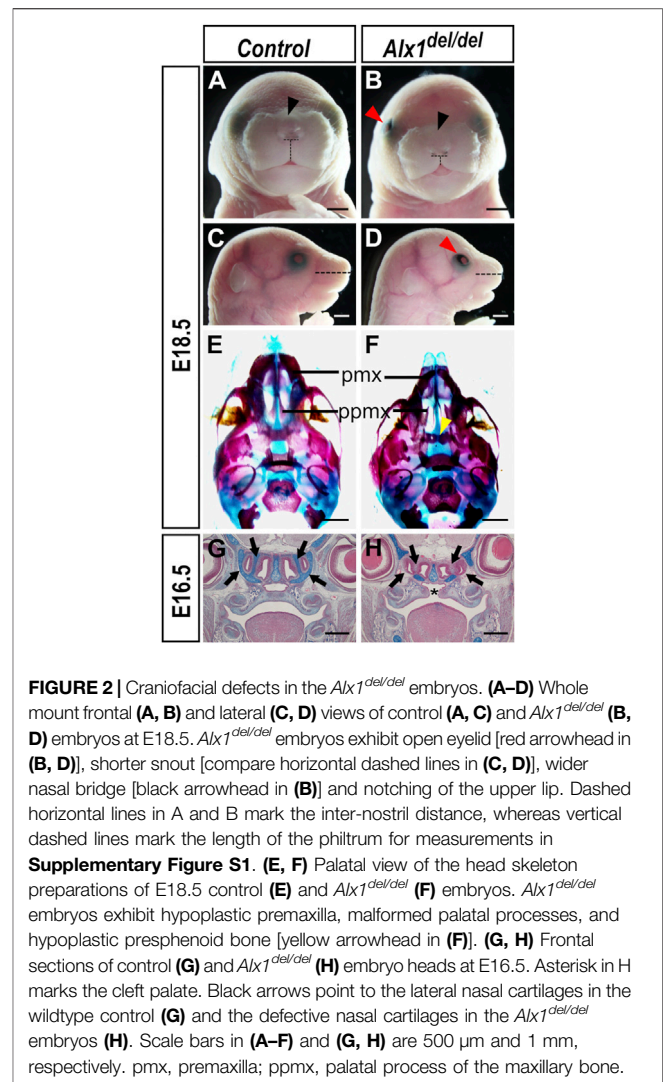 Control
Alx1del/del
A
B
C
D
E18.5
E
F
pmx
ppmx
E16.5
G
H
*
FIGURE 2 | Craniofacial defects in the Alx1del/del embryos. (A–D) Whole
mount frontal (A, B) and lateral (C, D) views of control (A, C) and Alx1del/del (B,
D) embryos at E18.5. Alx1del/del embryos exhibit open eyelid [red arrowhead in
(B, D)], shorter snout [compare horizontal dashed lines in (C, D)], wider
nasal bridge [black arrowhead in (B)] and notching of the upper lip. Dashed
horizontal lines in A and B mark the inter-nostril distance, whereas vertical
dashed lines mark the length of the philtrum for measurements in
Supplementary Figure S1. (E, F) Palatal view of the head skeleton
preparations of E18.5 control (E) and Alx1del/del (F) embryos. Alx1del/del
embryos exhibit hypoplastic premaxilla, malformed palatal processes, and
hypoplastic presphenoid bone [yellow arrowhead in (F)]. (G, H) Frontal
sections of control (G) and Alx1del/del (H) embryo heads at E16.5. Asterisk in H
marks the cleft palate. Black arrows point to the lateral nasal cartilages in the
wildtype control (G) and the defective nasal cartilages in the Alx1del/del
embryos (H). Scale bars in (A–F) and (G, H) are 500 µm and 1 mm,
respectively. pmx, premaxilla; ppmx, palatal process of the maxillary bone.